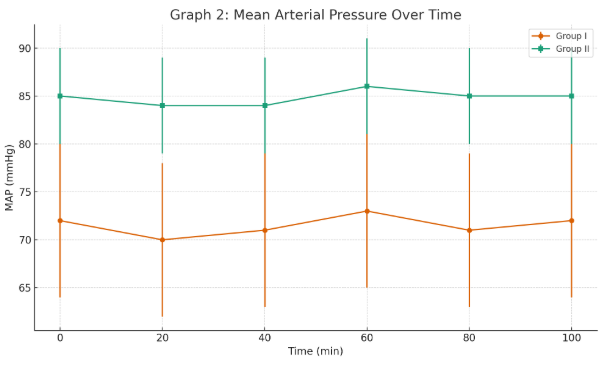 Graph 2: Mean Arterial Pressure Over Time
Group I
Group II
90
85
80
75
70
65
MAP (mmHg)
0 20 40 60 80 100
Time (min)